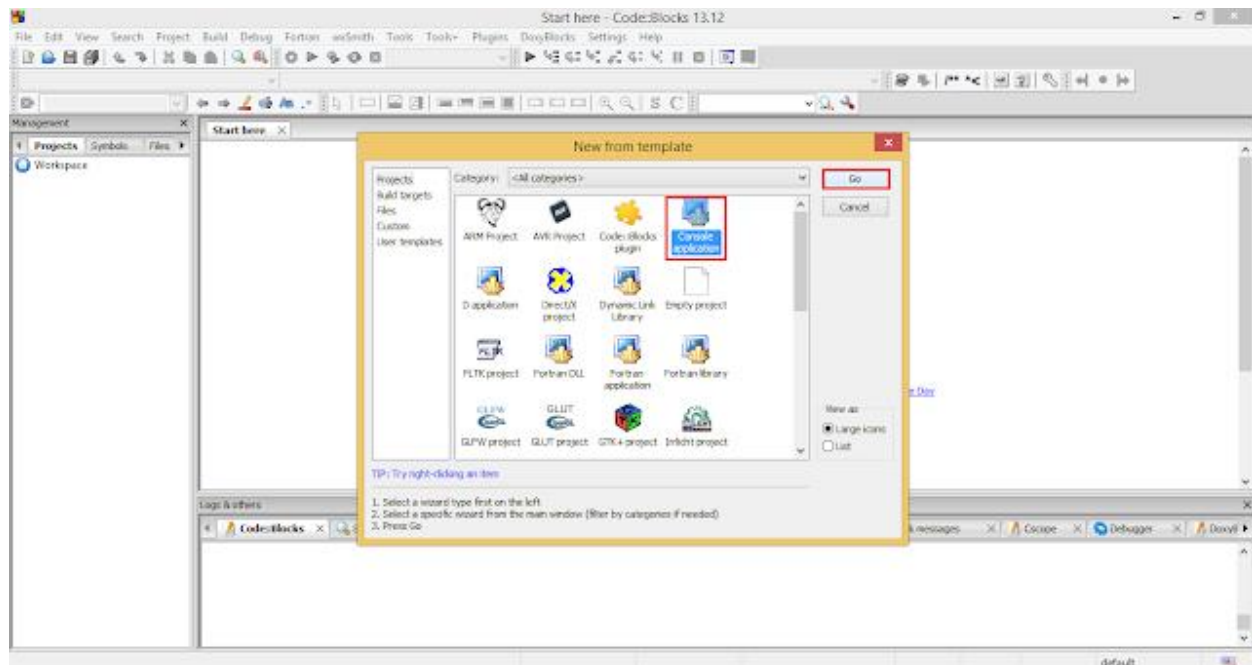 Start here - Code::Blocks 13.12
File Edit View Search Project Build Debug Fortran wxSmith Tools Tools+ Plugins DoxyBlocks Settings Help
Management
Projects Symbols Files
Workspace
Start here
New from template
Projects
Build targets
Files
Custom
User templates
Category: <All categories>
Go
Cancel
ARM Project AVR Project Code::Blocks plugin Console application
D application Direct/X project Dynamic Link Library Empty project
FLTK project Fortran DLL Fortran application Fortran library
GLFW project GLUT project GTK+ project Irrlicht project
View as
Large icons
List
TIP: Try right-clicking an item
1. Select a wizard type first on the left
2. Select a specific wizard from the main window (filter by categories if needed)
3. Press Go
Logs & others
Code::Blocks
messages Cscope Debugger
default